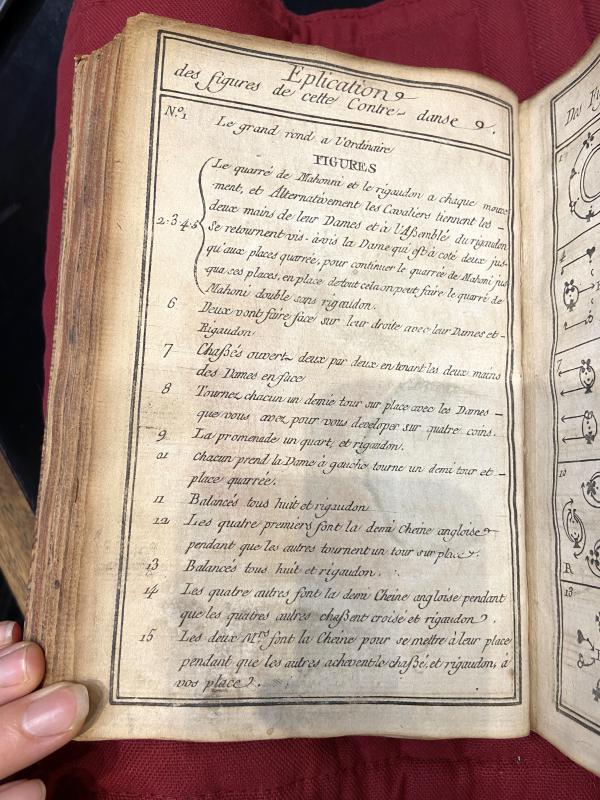 Eplication
des figures de cette Contre-danse.
N.º1 Le grand rond a l'ordinaire
FIGURES
Le quarré de Mahonni et le rigaudon a chaque mouve
ment, et Alternativement les Cavaliers tiennent les –
deux mains de leur Dames et à l'Aßemblé du rigaudon
2·3·4·5 Se retournent vis-avis la Dame qui est à coté deux jus-
qu'aux places quarrée, pour continuer le quarré de Mahoni jus
qua ses places, en place de tout cela on peut faire le quarré de
Mahoni double sans rigaudon.
6 Deux vont faire face sur leur droite avec leur Dames et –
Rigaudon
7 Chaßés ouvert deux par deux en tenant les deux mains
des Dames en face
8 Tournez chacun un demie tour sur place avec les Dames –
que vous avez pour vous developer sur quatre coins.
9 La promenade un quart, et rigaudon.
01 chacun prend la Dame à gauche tourne un demi tour et –
place quarrée.
11 Balancés tous huit et rigaudon
12 Les quatre premiers font la demi Cheine angloise
pendant que les autres tournent un tour sur place.
13 Balancés tous huit et rigaudon.
14 Les quatre autres font la demi Cheine angloise pendant
que les quatres autres chaßent croisé et rigaudon.
15 Les deux Mrs font la Cheine pour se mettre à leur place
pendant que les autres achevent le chaßé, et rigaudon, à
vos place.
Des
4
7
10
R
13